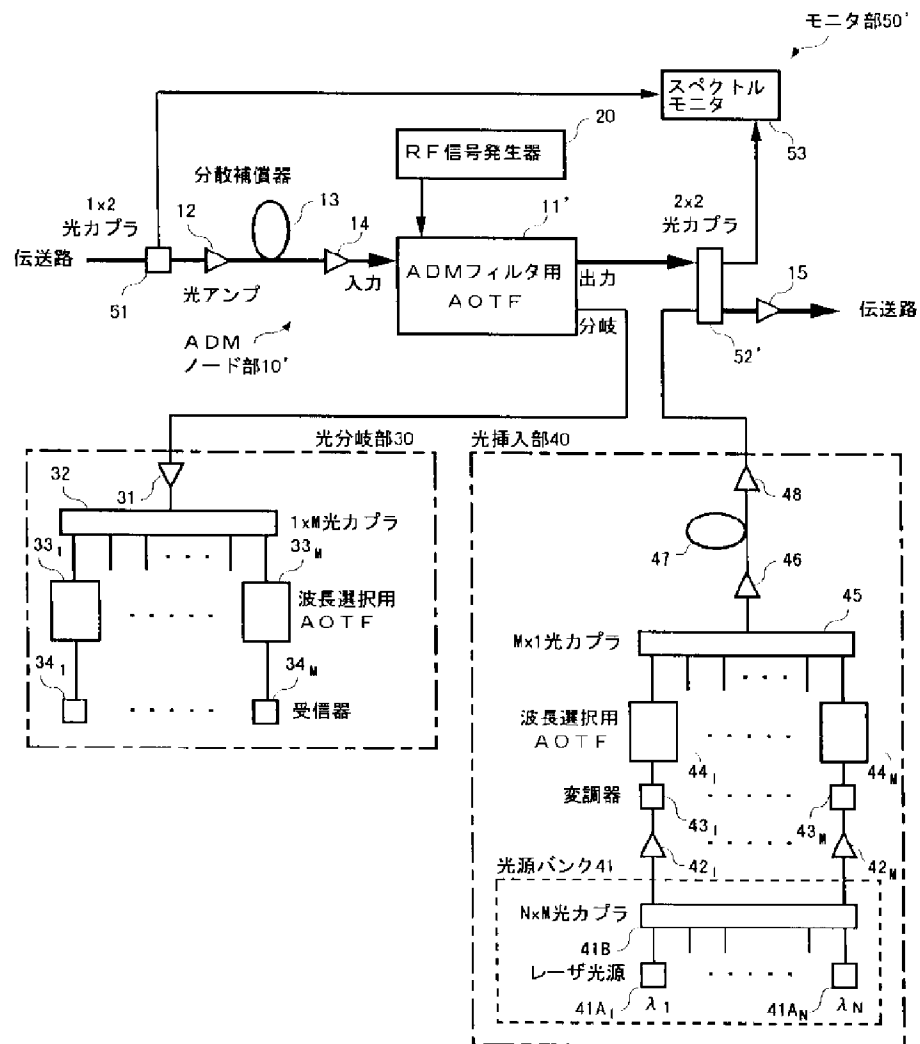 モニタ部50'
スペクトル
モニタ
53
20
RF信号発生器
分散補償器
1x2
光カプラ
12
13
14
11'
2x2
光カプラ
伝送路
入力
ADMフィルタ用
AOTF
出力
分岐
15
伝送路
51
光アンプ
52'
ADM
ノード部10'
光分岐部30
光挿入部40
31
32
1xM光カプラ
33₁
33M
波長選択用
AOTF
34₁
34M
受信器
48
47
46
45
Mx1光カプラ
波長選択用
AOTF
44₁
44M
変調器
43₁
43M
42₁
42M
光源バンク41
NxM光カプラ
41B
レーザ光源
41A₁
λ1
41AN
λN